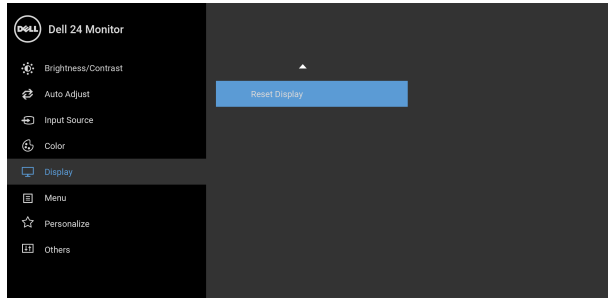 DELL Dell 24 Monitor
Brightness/Contrast
Auto Adjust
Reset Display
Input Source
Color
Display
Menu
Personalize
Others